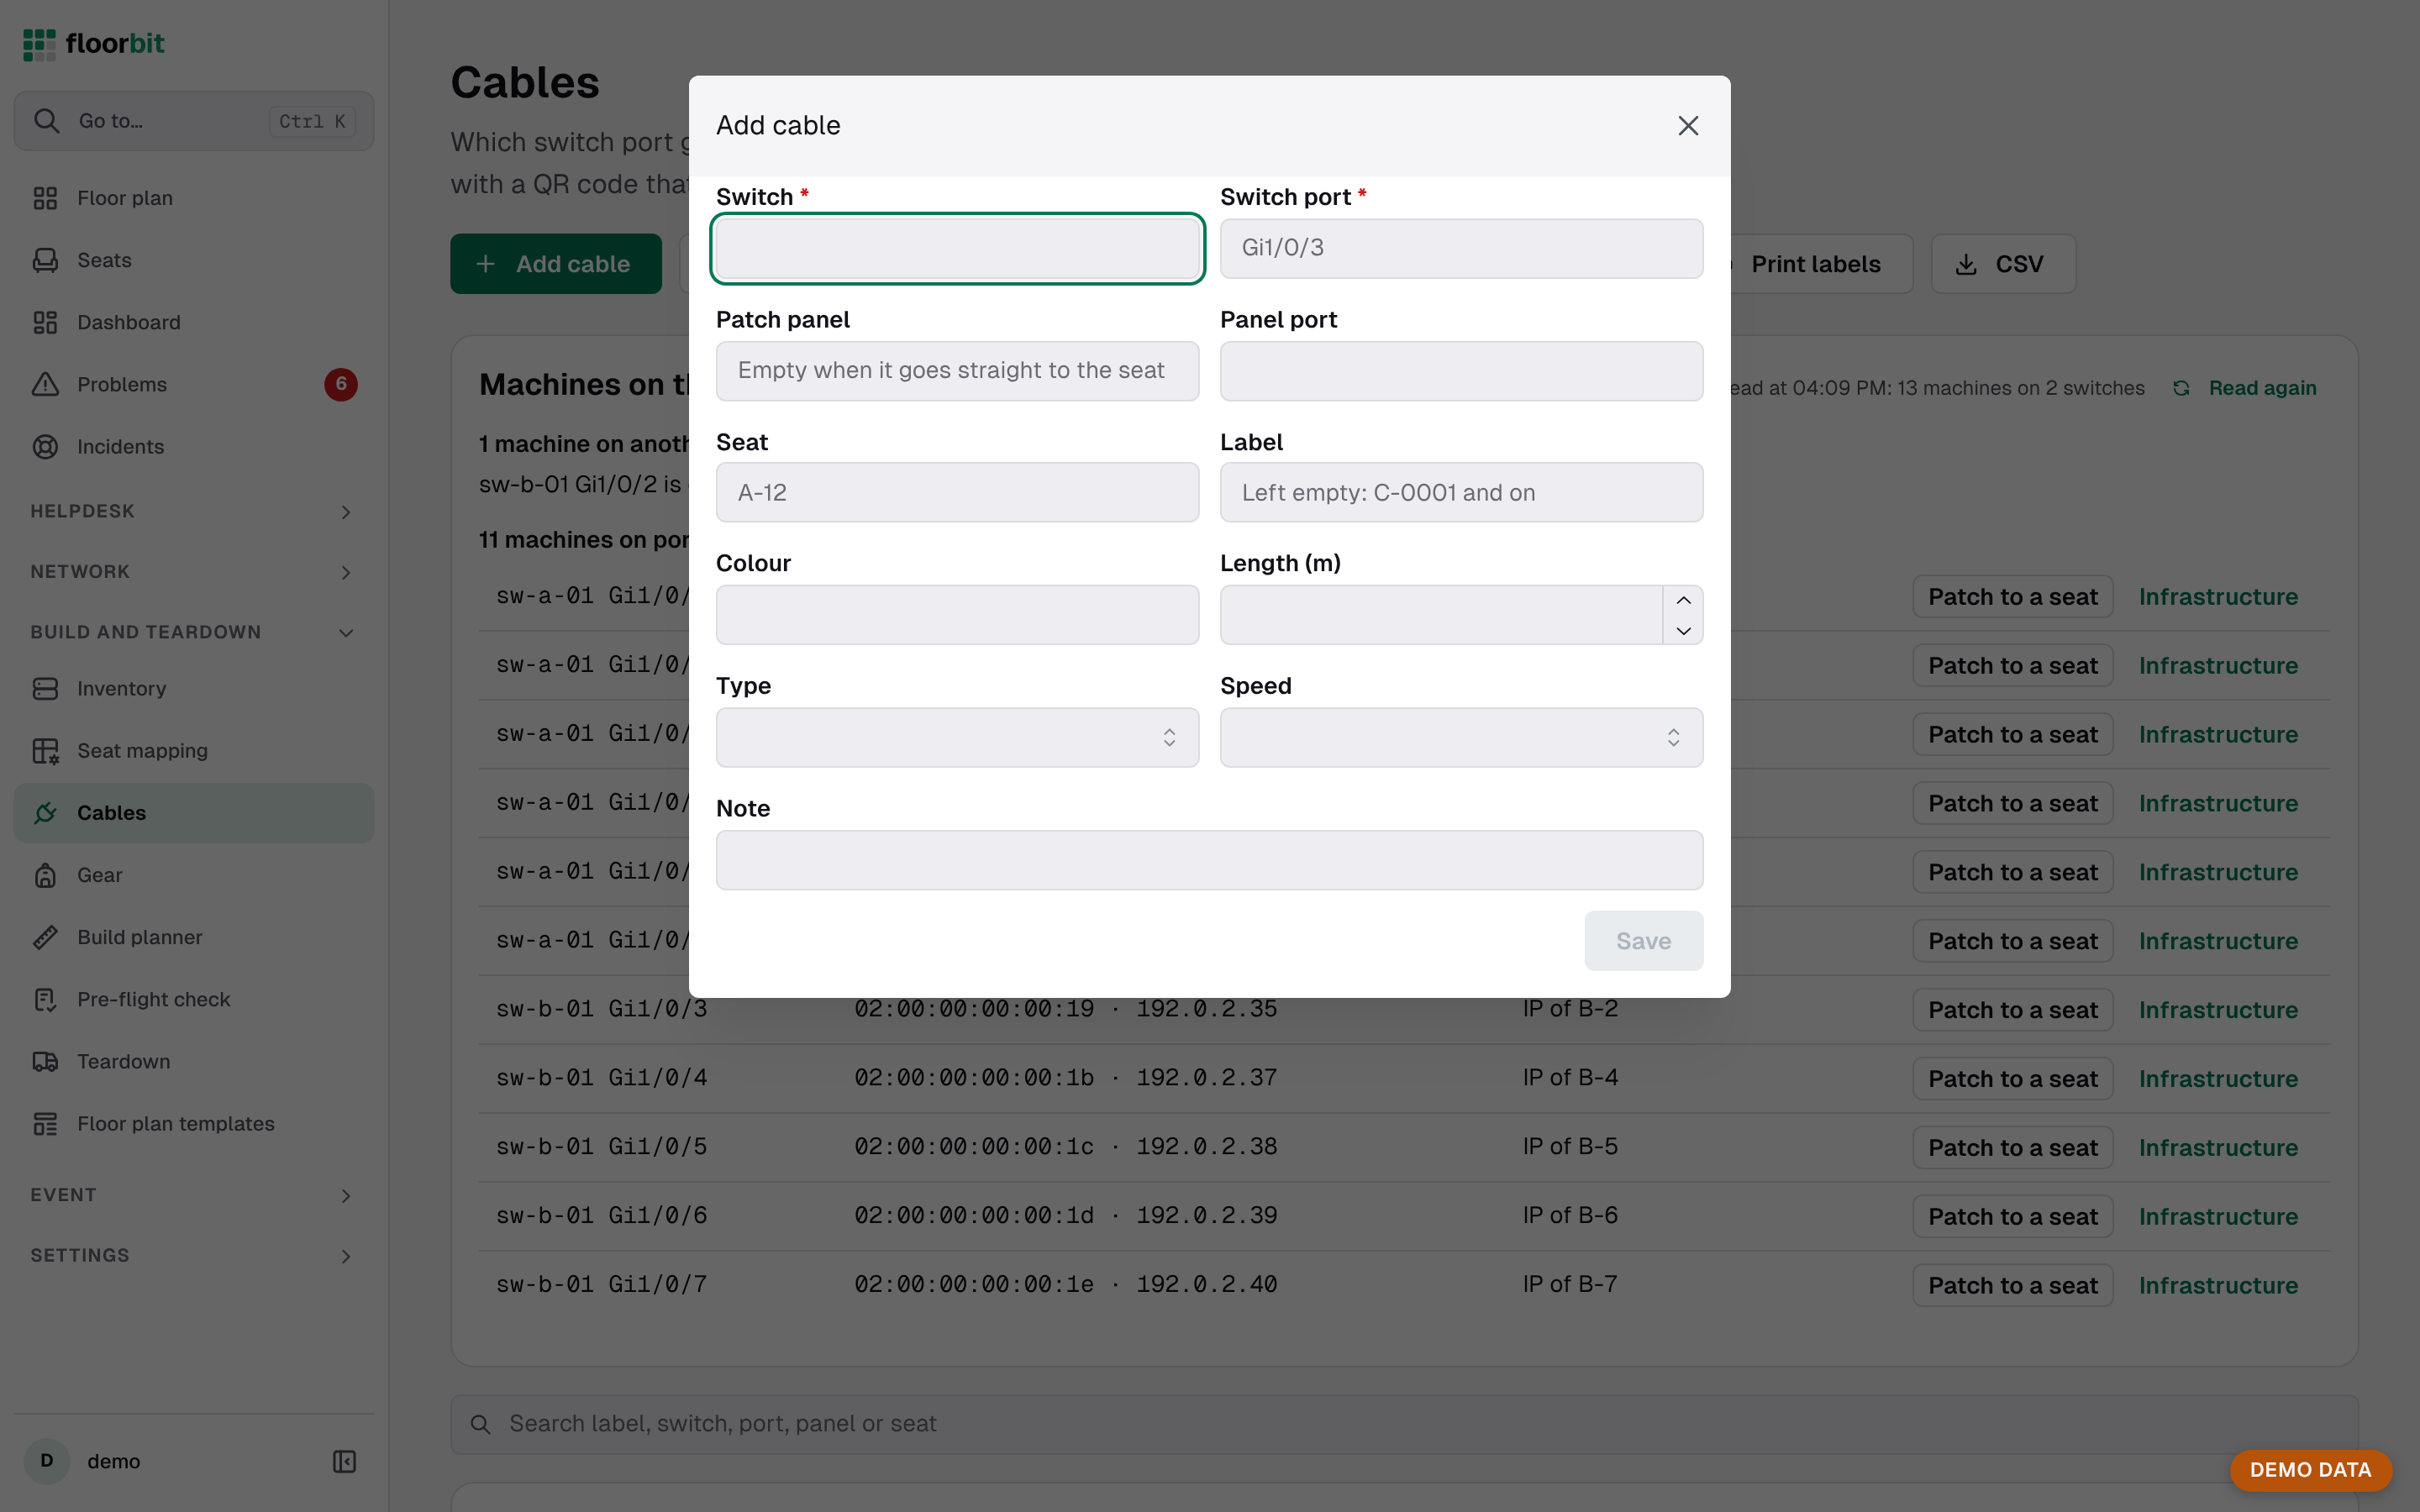 floorbit
Go to...
Ctrl K
Floor plan
Seats
Dashboard
Problems
6
Incidents
HELPDESK
NETWORK
BUILD AND TEARDOWN
Inventory
Seat mapping
Cables
Gear
Build planner
Pre-flight check
Teardown
Floor plan templates
EVENT
SETTINGS
D
demo
Cables
Which switch port
with a QR code
Add cable
Print labels
CSV
Machines on
at 04:09 PM: 13 machines on 2 switches
Read again
1 machine on
sw-b-01 Gi1/0/2 is
11 machines on
sw-a-01 Gi1/0/
Patch to a seat
Infrastructure
sw-a-01 Gi1/0/
Patch to a seat
Infrastructure
sw-a-01 Gi1/0/
Patch to a seat
Infrastructure
sw-a-01 Gi1/0/
Patch to a seat
Infrastructure
sw-a-01 Gi1/0/
Patch to a seat
Infrastructure
sw-a-01 Gi1/0/
Patch to a seat
Infrastructure
sw-b-01 Gi1/0/3 02:00:00:00:00:19 · 192.0.2.35 IP of B-2 Patch to a seat Infrastructure
sw-b-01 Gi1/0/4 02:00:00:00:00:1b · 192.0.2.37 IP of B-4 Patch to a seat Infrastructure
sw-b-01 Gi1/0/5 02:00:00:00:00:1c · 192.0.2.38 IP of B-5 Patch to a seat Infrastructure
sw-b-01 Gi1/0/6 02:00:00:00:00:1d · 192.0.2.39 IP of B-6 Patch to a seat Infrastructure
sw-b-01 Gi1/0/7 02:00:00:00:00:1e · 192.0.2.40 IP of B-7 Patch to a seat Infrastructure
Search label, switch, port, panel or seat
DEMO DATA
Add cable
Switch *
Switch port *
Gi1/0/3
Patch panel
Empty when it goes straight to the seat
Panel port
Seat
A-12
Label
Left empty: C-0001 and on
Colour
Length (m)
Type
Speed
Note
Save